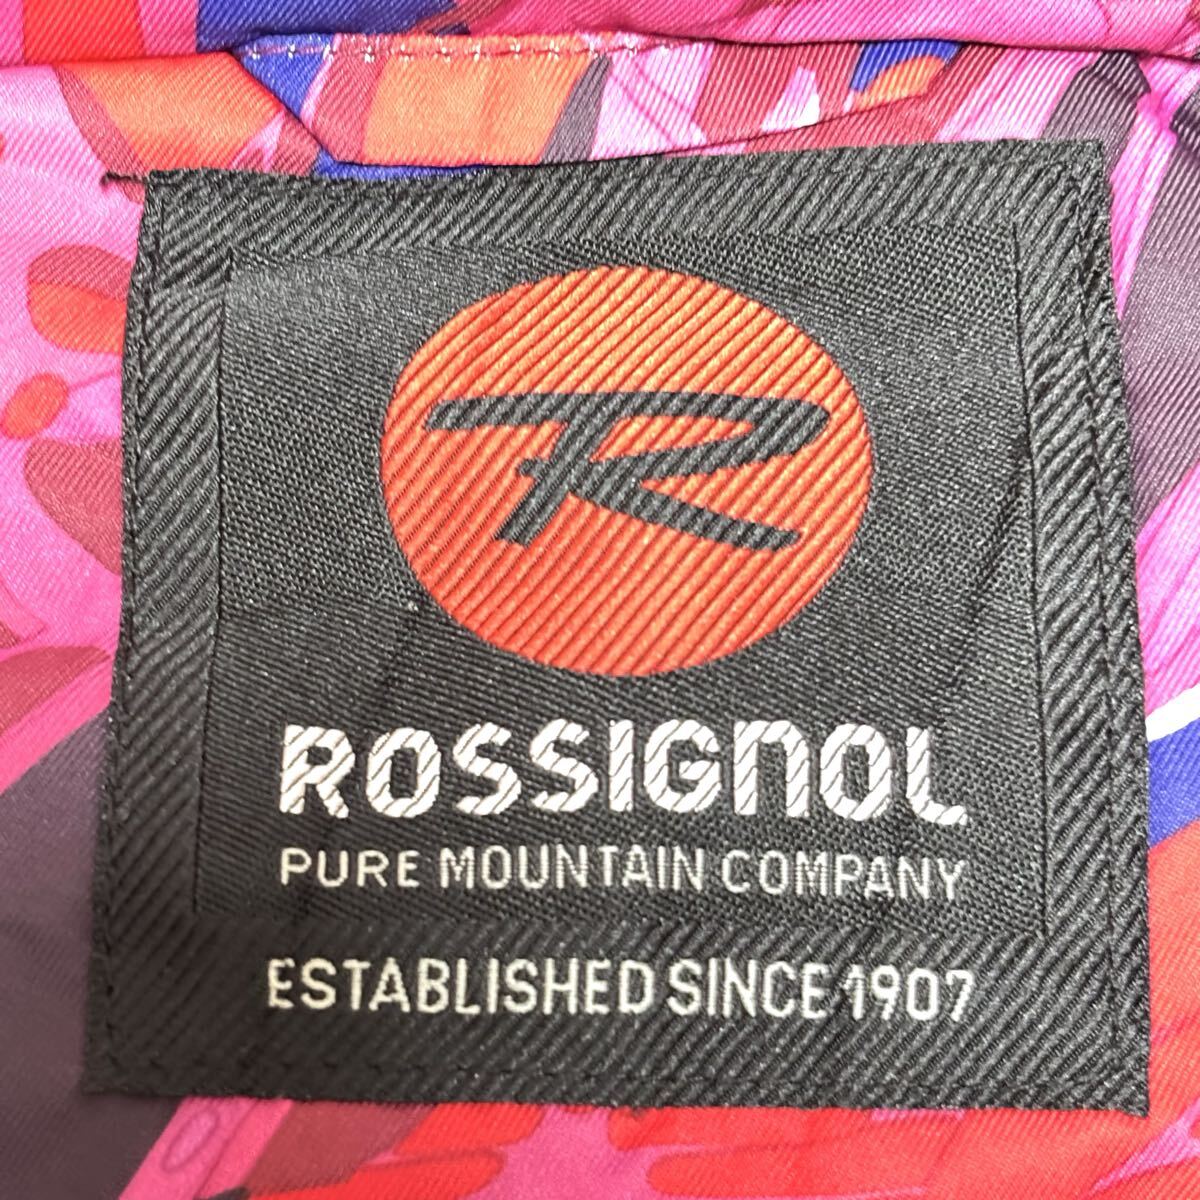 R
ROSSIGNOL
PURE MOUNTAIN COMPANY
ESTABLISHED SINCE 1907